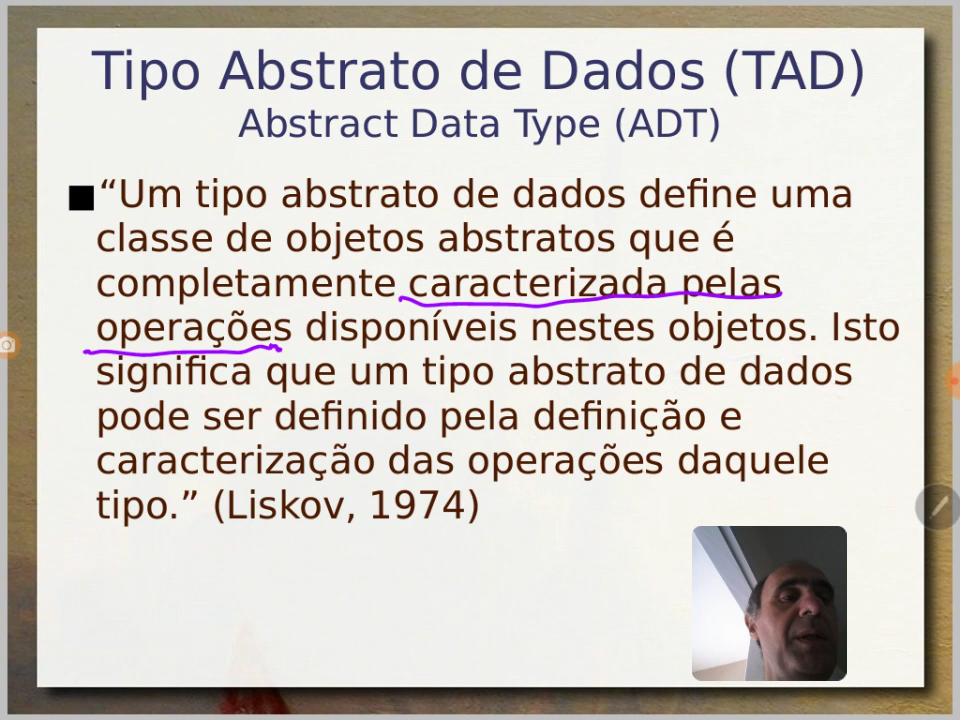 Tipo Abstrato de Dados (TAD)
Abstract Data Type (ADT)
“Um tipo abstrato de dados define uma
classe de objetos abstratos que é
completamente caracterizada pelas
operações disponíveis nestes objetos. Isto
significa que um tipo abstrato de dados
pode ser definido pela definição e
caracterização das operações daquele
tipo.” (Liskov, 1974)